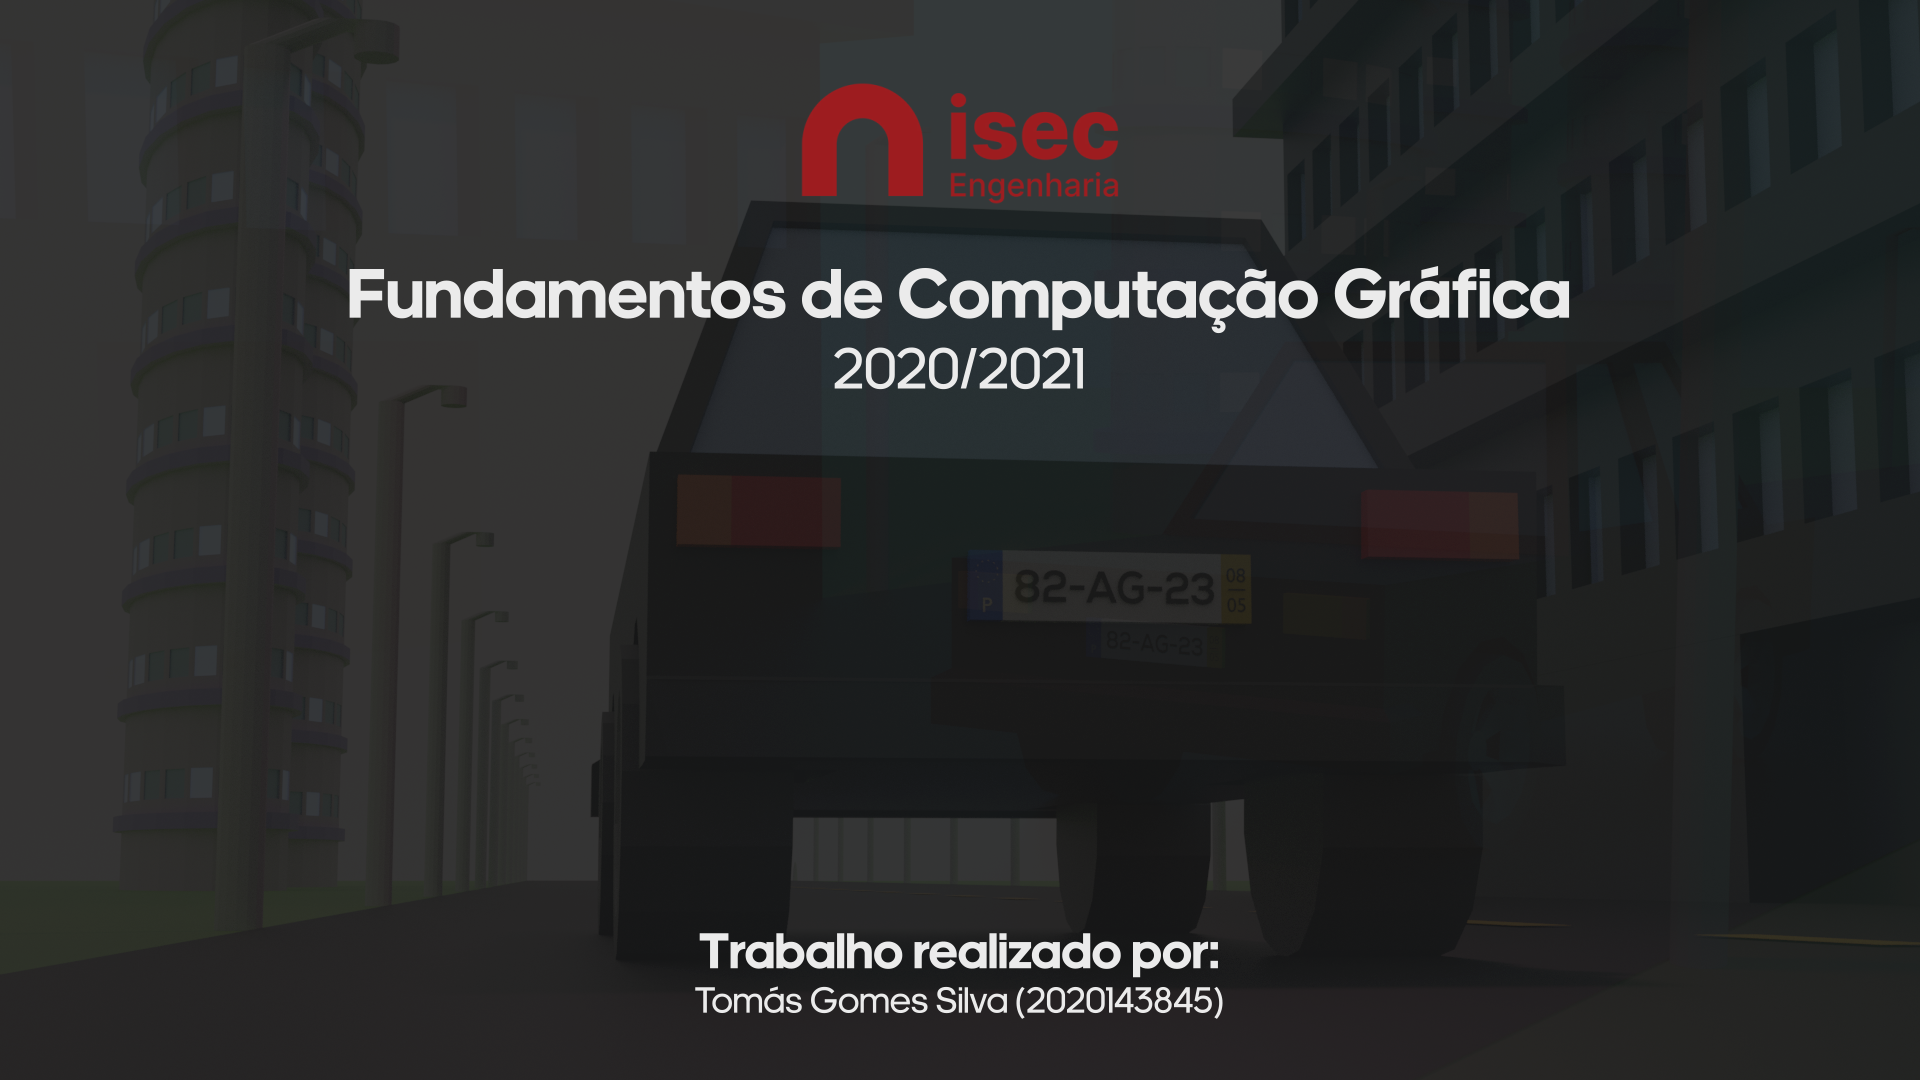 isec
Engenharia
Fundamentos de Computação Gráfica
2020/2021
P 82-AG-23 08 05
82-AG-23
Trabalho realizado por:
Tomás Gomes Silva (2020143845)